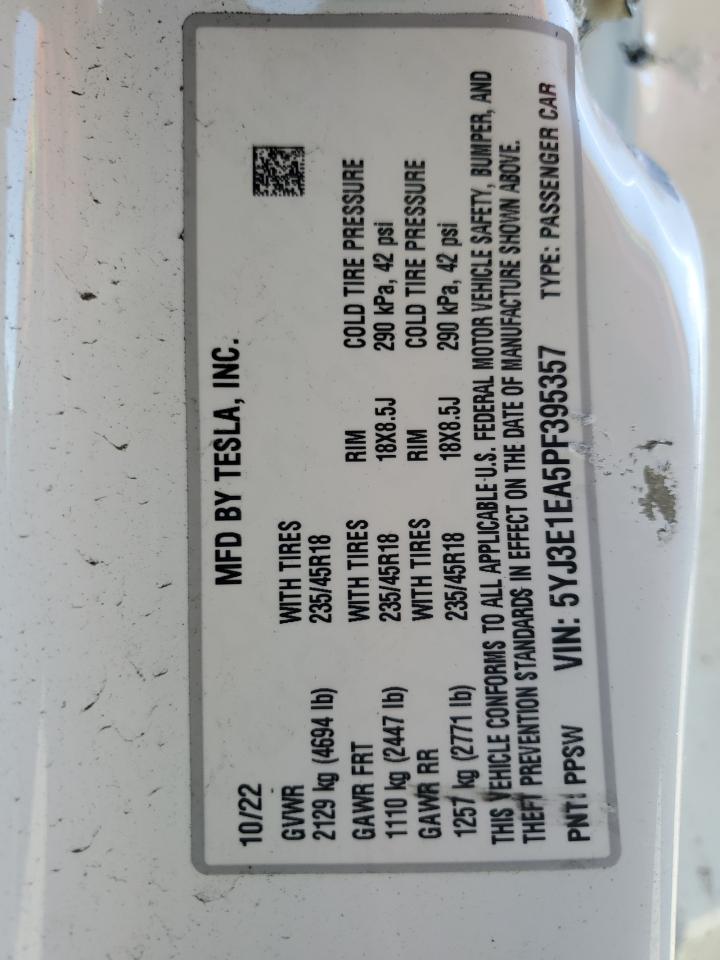 MFD BY TESLA, INC.
10/22
GVWR WITH TIRES
2129 kg (4694 lb) 235/45R18
GAWR FRT WITH TIRES RIM COLD TIRE PRESSURE
1110 kg (2447 lb) 235/45R18 18X8.5J 290 kPa, 42 psi
GAWR RR WITH TIRES RIM COLD TIRE PRESSURE
1257 kg (2771 lb) 235/45R18 18X8.5J 290 kPa, 42 psi
THIS VEHICLE CONFORMS TO ALL APPLICABLE U.S. FEDERAL MOTOR VEHICLE SAFETY, BUMPER, AND
THEFT PREVENTION STANDARDS IN EFFECT ON THE DATE OF MANUFACTURE SHOWN ABOVE.
PNT: PPSW VIN: 5YJ3E1EA5PF395357 TYPE: PASSENGER CAR